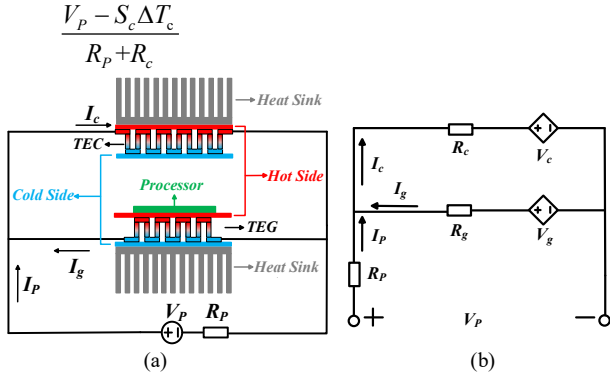 V_P − S_c ΔT_c
R_P + R_c
Heat Sink
I_c
TEC
Hot Side
Cold Side
Processor
TEG
I_g
Heat Sink
I_P
V_P
R_P
(a)
R_c
V_c
I_c
I_g
I_P
R_g
V_g
R_P
V_P
(b)